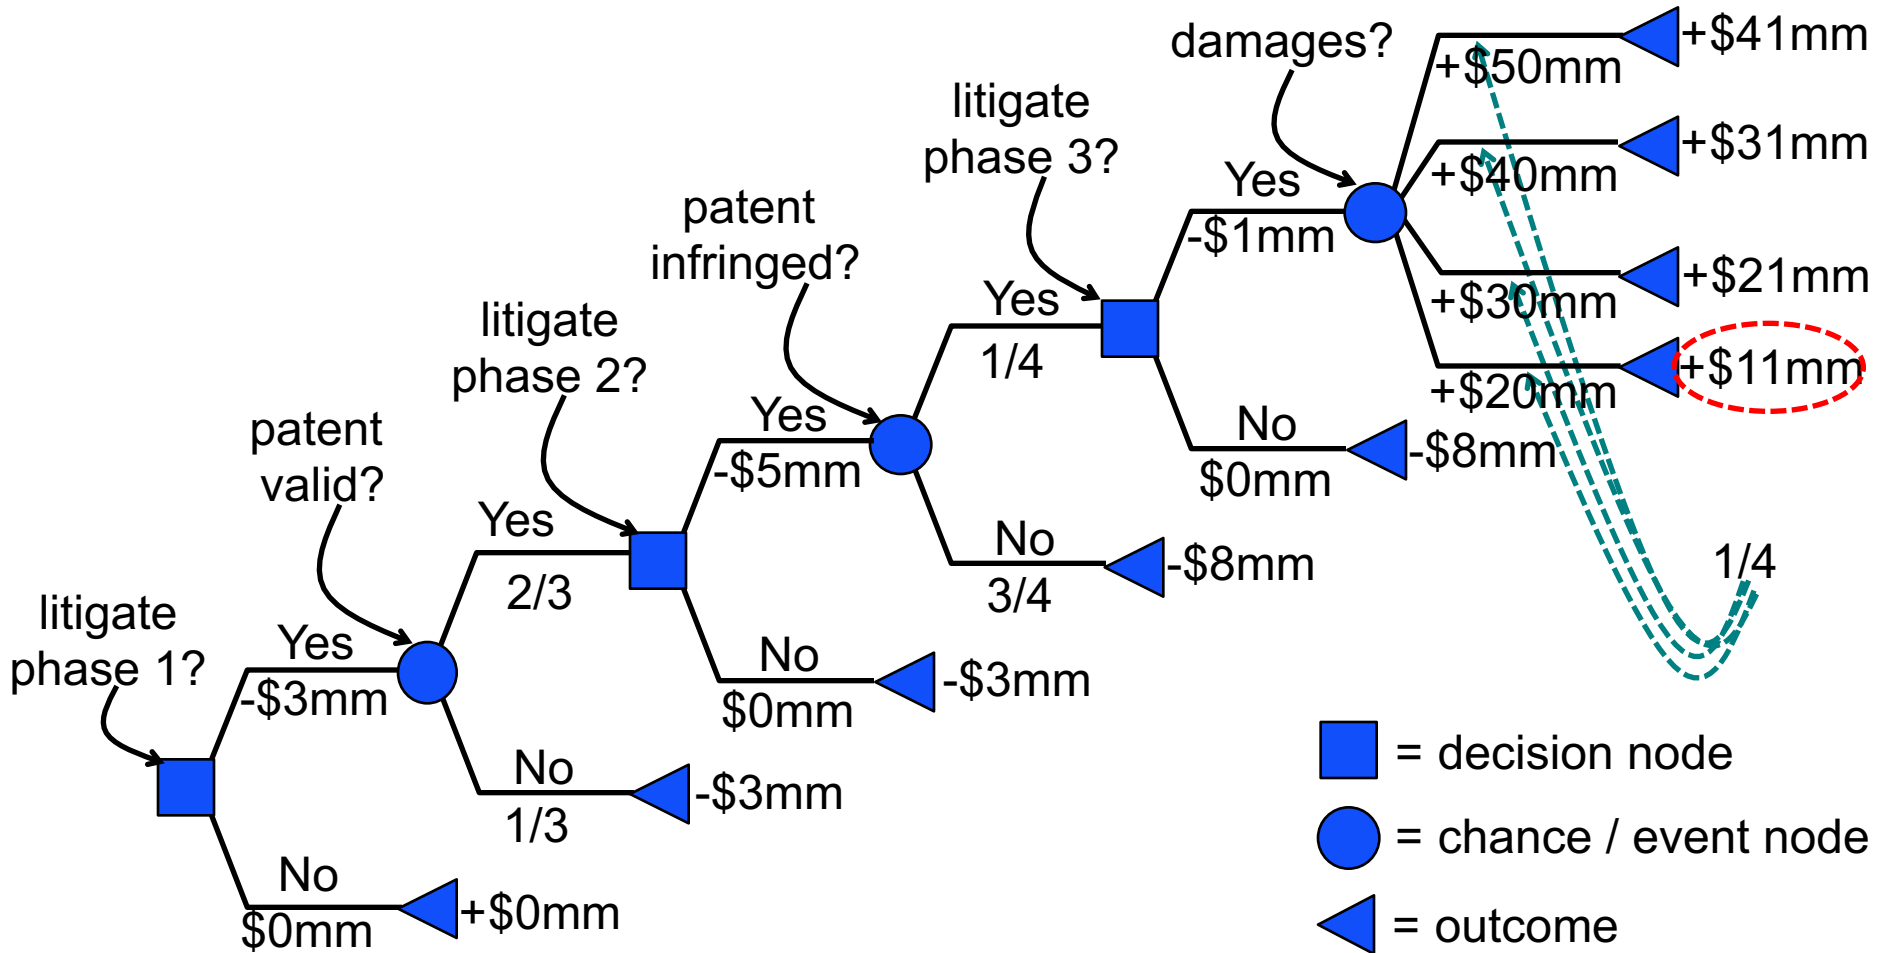 damages?
+$50mm
+$41mm
+$40mm
+$31mm
+$30mm
+$21mm
+$20mm
+$11mm
1/4
litigate
phase 3?
Yes
-$1mm
No
$0mm
-$8mm
patent
infringed?
Yes
1/4
No
3/4
-$8mm
litigate
phase 2?
Yes
-$5mm
No
$0mm
-$3mm
patent
valid?
Yes
2/3
No
1/3
-$3mm
litigate
phase 1?
Yes
-$3mm
No
$0mm
+$0mm
= decision node
= chance / event node
= outcome